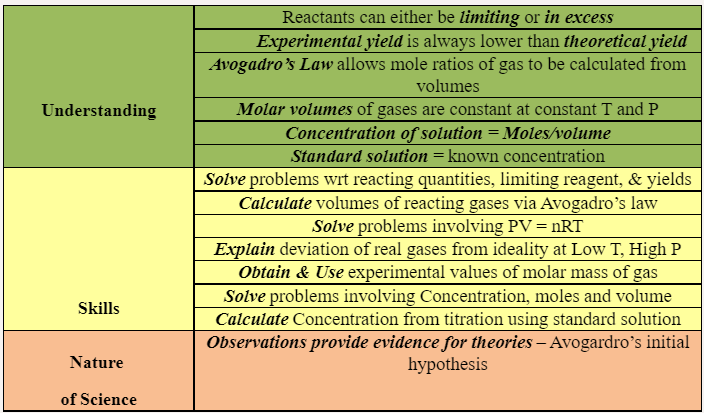 Reactants can either be limiting or in excess
Experimental yield is always lower than theoretical yield
Avogadro's Law allows mole ratios of gas to be calculated from
volumes
Understanding
Molar volumes of gases are constant at constant T and P
Concentration of solution = Moles/volume
Standard solution = known concentration
Solve problems wrt reacting quantities, limiting reagent, & yields
Calculate volumes of reacting gases via Avogadro's law
Solve problems involving PV = nRT
Explain deviation of real gases from ideality at Low T, High P
Obtain & Use experimental values of molar mass of gas
Skills
Solve problems involving Concentration, moles and volume
Calculate Concentration from titration using standard solution
Nature
of Science
Observations provide evidence for theories – Avogardro's initial
hypothesis